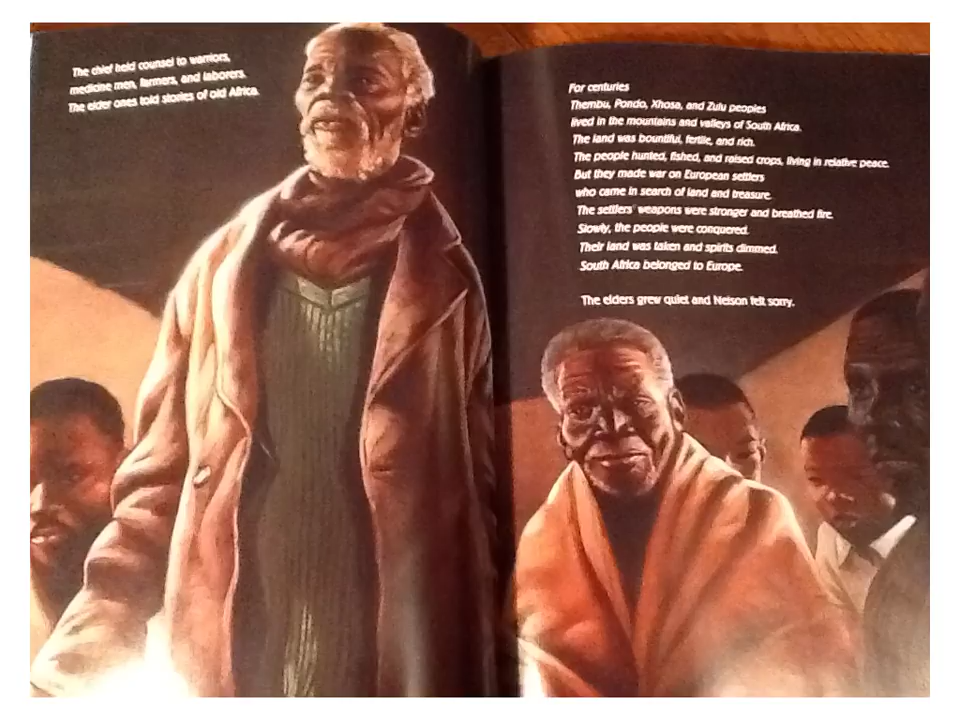 The chief held counsel to warriors,
medicine men, farmers, and laborers.
The elder ones told stories of old Africa.
For centuries
Thembu, Pondo, Xhosa, and Zulu peoples
lived in the mountains and valleys of South Africa.
The land was bountiful, fertile, and rich.
The people hunted, fished, and raised crops, living in relative peace.
But they made war on European settlers
who came in search of land and treasure.
The settlers' weapons were stronger and breathed fire.
Slowly, the people were conquered.
Their land was taken and spirits dimmed.
South Africa belonged to Europe.
The elders grew quiet and Nelson felt sorry.